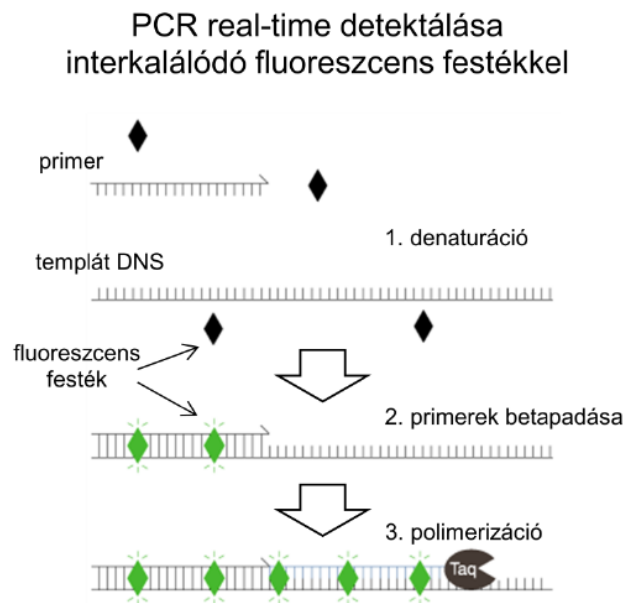 PCR real-time detektálása
interkalálódó fluoreszcens festékkel
primer
1. denaturáció
templát DNS
fluoreszcens
festék
2. primerek betapadása
3. polimerizáció
Taq